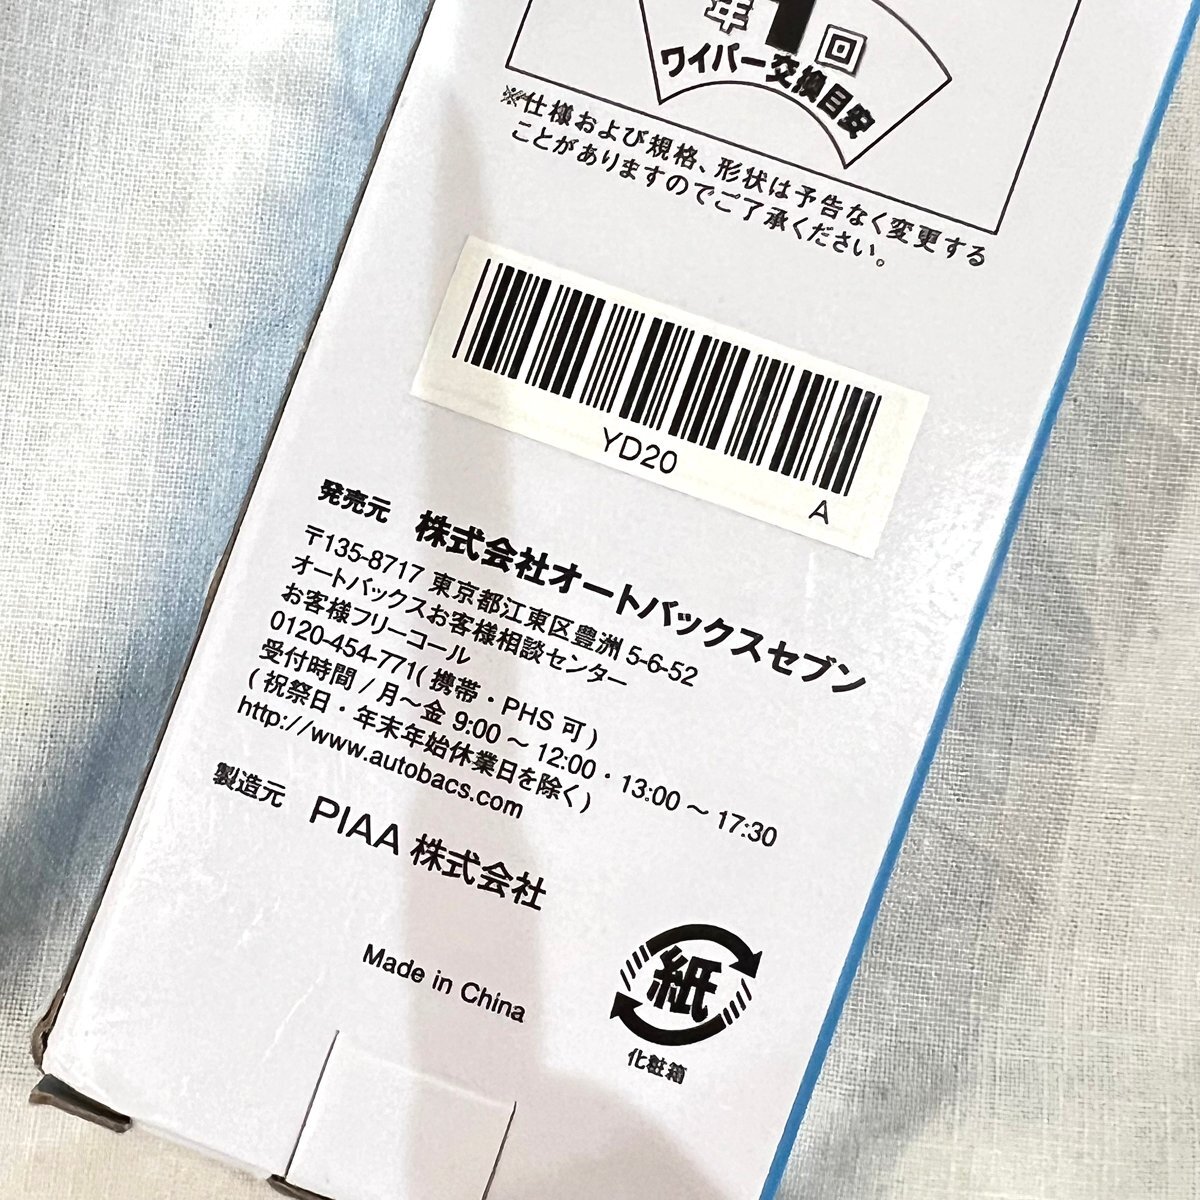 年1回
ワイパー交換目安
※仕様および規格、形状は予告なく変更する
ことがありますのでご了承ください。
YD20
A
発売元 株式会社オートバックスセブン
〒135-8717 東京都江東区豊洲 5-6-52
オートバックスお客様相談センター
お客様フリーコール
0120-454-771( 携帯・PHS 可 )
受付時間 / 月〜金 9:00 〜 12:00・13:00 〜 17:30
( 祝祭日・年末年始休業日を除く)
http://www.autobacs.com
製造元 PIAA 株式会社
Made in China
紙
化粧箱